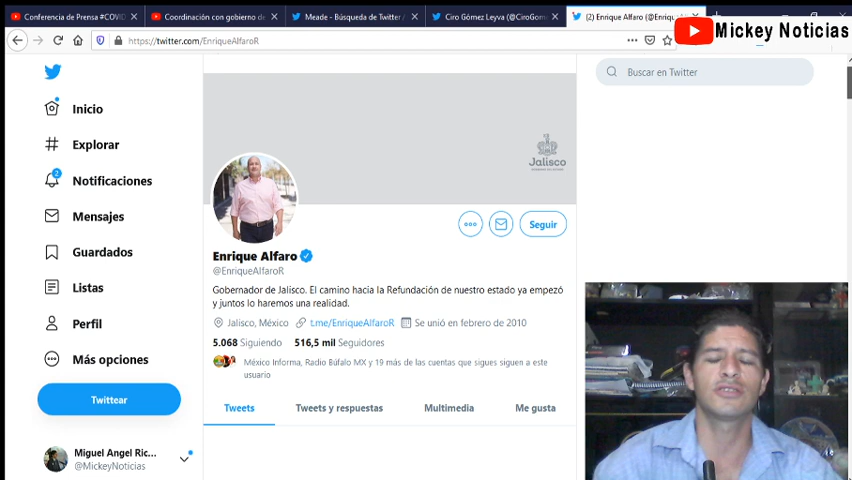 Conferencia de Prensa #COVID
Coordinación con gobierno de
Meade - Búsqueda de Twitter /
Ciro Gómez Leyva (@CiroGom
(2) Enrique Alfaro (@Enriqu
Mickey Noticias
https://twitter.com/EnriqueAlfaroR
Buscar en Twitter
Inicio
Explorar
2
Notificaciones
Mensajes
Guardados
Listas
Perfil
Más opciones
Twittear
Miguel Angel Ric...
@MickeyNoticias
Jalisco
Seguir
Enrique Alfaro
@EnriqueAlfaroR
Gobernador de Jalisco. El camino hacia la Refundación de nuestro estado ya empezó
y juntos lo haremos una realidad.
Jalisco, México t.me/EnriqueAlfaroR Se unió en febrero de 2010
5.068 Siguiendo 516,5 mil Seguidores
México Informa, Radio Búfalo MX y 19 más de las cuentas que sigues siguen a este
usuario
Tweets Tweets y respuestas Multimedia Me gusta